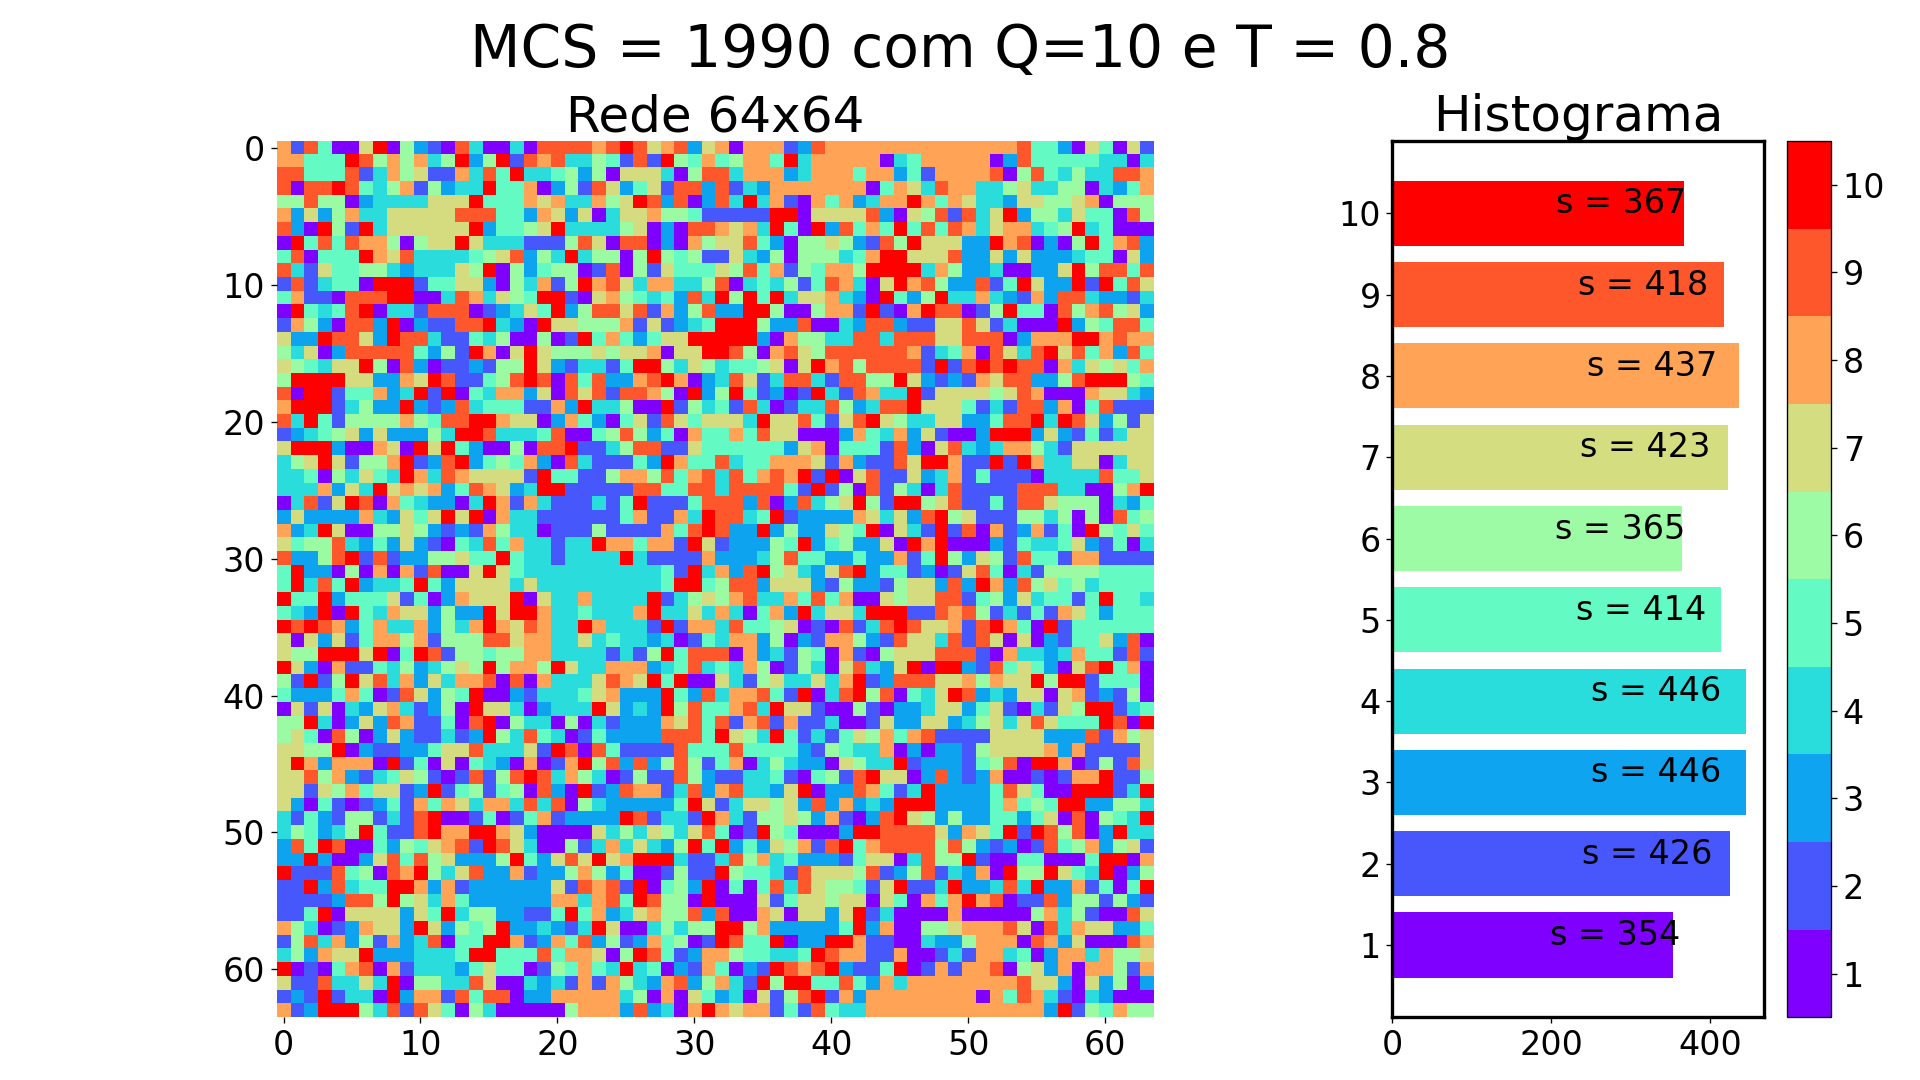 MCS = 1990 com Q=10 e T = 0.8
Rede 64x64
0
10
20
30
40
50
60
0 10 20 30 40 50 60
Histograma
10 s = 367
9 s = 418
8 s = 437
7 s = 423
6 s = 365
5 s = 414
4 s = 446
3 s = 446
2 s = 426
1 s = 354
0 200 400
10
9
8
7
6
5
4
3
2
1